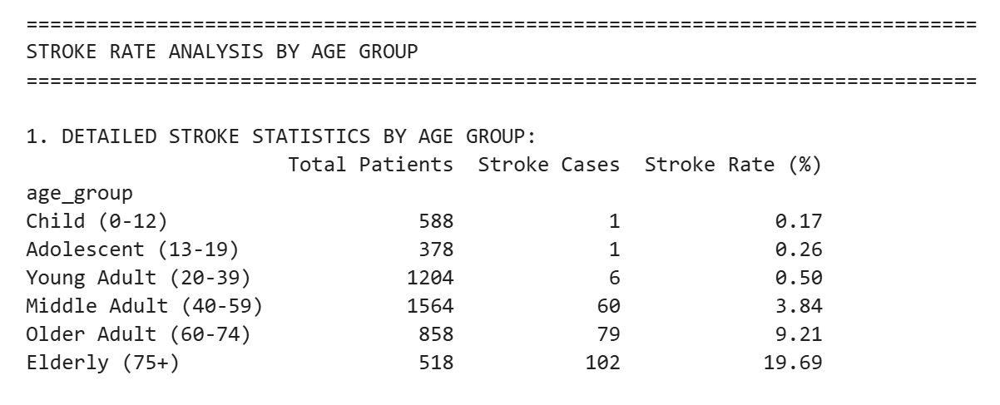 ================================================================================
STROKE RATE ANALYSIS BY AGE GROUP
================================================================================
1. DETAILED STROKE STATISTICS BY AGE GROUP:
                      Total Patients  Stroke Cases  Stroke Rate (%)
age_group
Child (0-12)                     588             1             0.17
Adolescent (13-19)               378             1             0.26
Young Adult (20-39)             1204             6             0.50
Middle Adult (40-59)            1564            60             3.84
Older Adult (60-74)              858            79             9.21
Elderly (75+)                    518           102            19.69